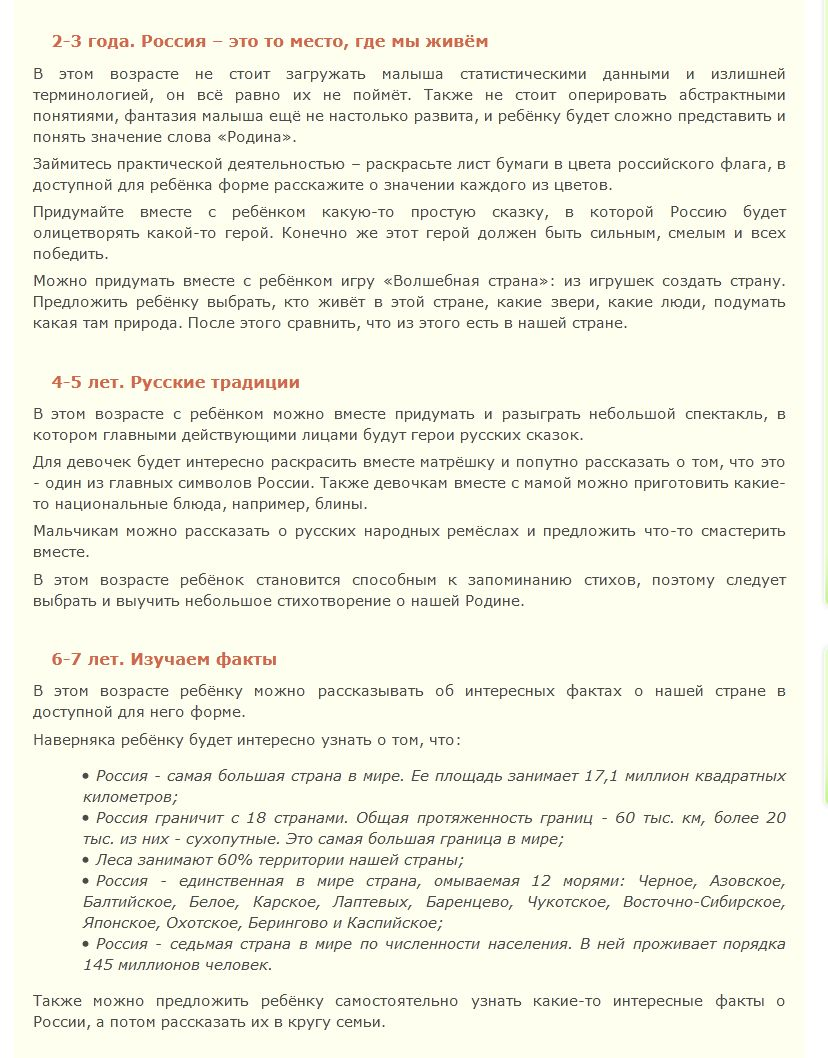 2-3 года. Россия – это то место, где мы живём
В этом возрасте не стоит загружать малыша статистическими данными и излишней
терминологией, он всё равно их не поймёт. Также не стоит оперировать абстрактными
понятиями, фантазия малыша ещё не настолько развита, и ребёнку будет сложно представить и
понять значение слова «Родина».
Займитесь практической деятельностью – раскрасьте лист бумаги в цвета российского флага, в
доступной для ребёнка форме расскажите о значении каждого из цветов.
Придумайте вместе с ребёнком какую-то простую сказку, в которой Россию будет
олицетворять какой-то герой. Конечно же этот герой должен быть сильным, смелым и всех
победить.
Можно придумать вместе с ребёнком игру «Волшебная страна»: из игрушек создать страну.
Предложить ребёнку выбрать, кто живёт в этой стране, какие звери, какие люди, подумать
какая там природа. После этого сравнить, что из этого есть в нашей стране.
4-5 лет. Русские традиции
В этом возрасте с ребёнком можно вместе придумать и разыграть небольшой спектакль, в
котором главными действующими лицами будут герои русских сказок.
Для девочек будет интересно раскрасить вместе матрёшку и попутно рассказать о том, что это
- один из главных символов России. Также девочкам вместе с мамой можно приготовить какие-
то национальные блюда, например, блины.
Мальчикам можно рассказать о русских народных ремёслах и предложить что-то смастерить
вместе.
В этом возрасте ребёнок становится способным к запоминанию стихов, поэтому следует
выбрать и выучить небольшое стихотворение о нашей Родине.
6-7 лет. Изучаем факты
В этом возрасте ребёнку можно рассказывать об интересных фактах о нашей стране в
доступной для него форме.
Наверняка ребёнку будет интересно узнать о том, что:
• Россия - самая большая страна в мире. Ее площадь занимает 17,1 миллион квадратных
километров;
• Россия граничит с 18 странами. Общая протяженность границ - 60 тыс. км, более 20
тыс. из них - сухопутные. Это самая большая граница в мире;
• Леса занимают 60% территории нашей страны;
• Россия - единственная в мире страна, омываемая 12 морями: Черное, Азовское,
Балтийское, Белое, Карское, Лаптевых, Баренцево, Чукотское, Восточно-Сибирское,
Японское, Охотское, Берингово и Каспийское;
• Россия - седьмая страна в мире по численности населения. В ней проживает порядка
145 миллионов человек.
Также можно предложить ребёнку самостоятельно узнать какие-то интересные факты о
России, а потом рассказать их в кругу семьи.